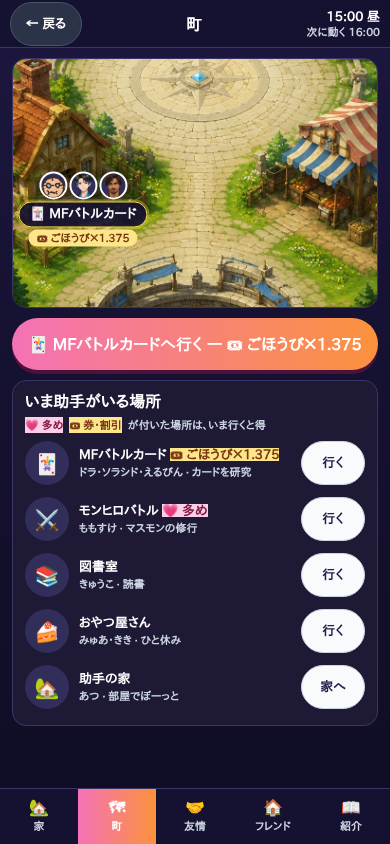 ← 戻る
町
15:00 昼
次に動く 16:00
🃏 MFバトルカード
🎟 ごほうび×1.375
🃏 MFバトルカードへ行く — 🎟 ごほうび×1.375
いま助手がいる場所
💗 多め 🎟 券・割引 が付いた場所は、いま行くと得
MFバトルカード 🎟 ごほうび×1.375
ドラ・ソラシド・えるぴん · カードを研究
行く
モンヒロバトル 💗 多め
ももすけ · マスモンの修行
行く
図書室
きゅうこ · 読書
行く
おやつ屋さん
みゅあ・きき · ひと休み
行く
助手の家
あつ · 部屋でぼーっと
家へ
家
町
友情
フレンド
紹介